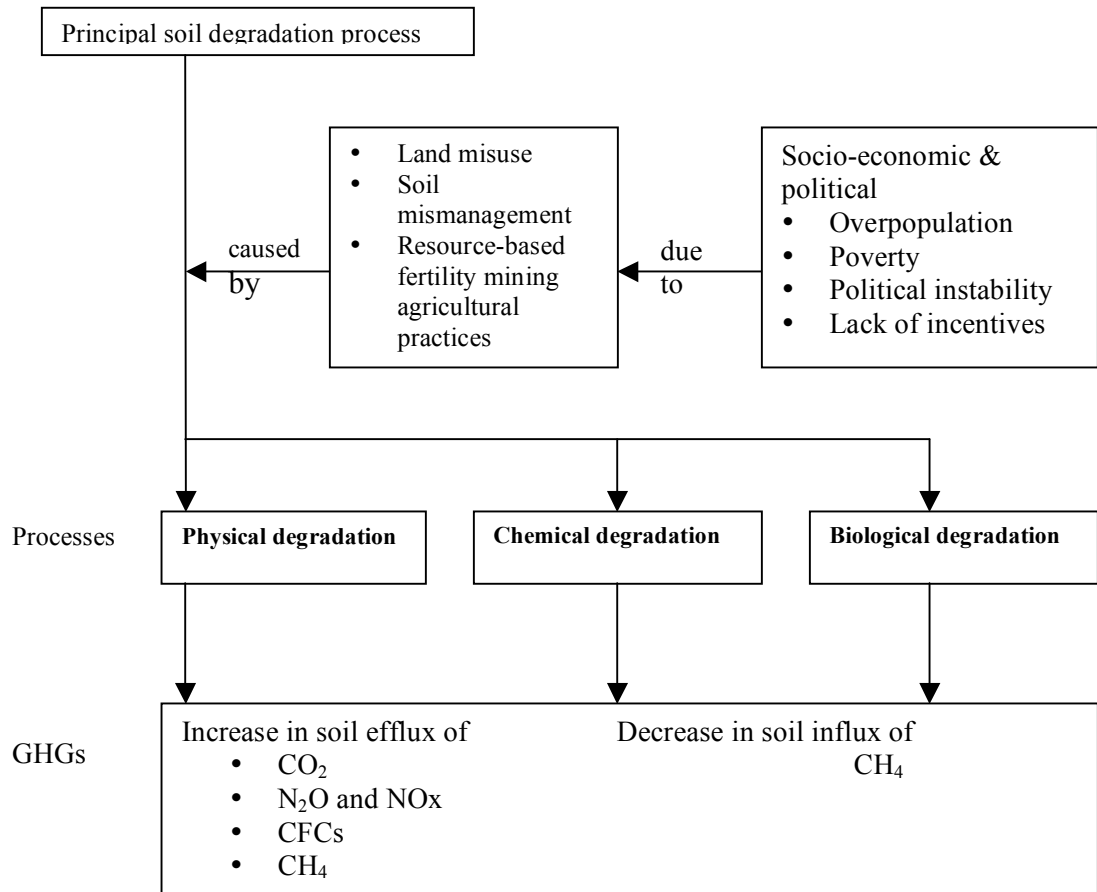 Principal soil degradation process
• Land misuse
• Soil
mismanagement
• Resource-based
fertility mining
agricultural
practices
Socio-economic &
political
• Overpopulation
• Poverty
• Political instability
• Lack of incentives
caused
by
due
to
Processes
Physical degradation
Chemical degradation
Biological degradation
GHGs
Increase in soil efflux of
• CO₂
• N₂O and NOx
• CFCs
• CH₄
Decrease in soil influx of
CH₄